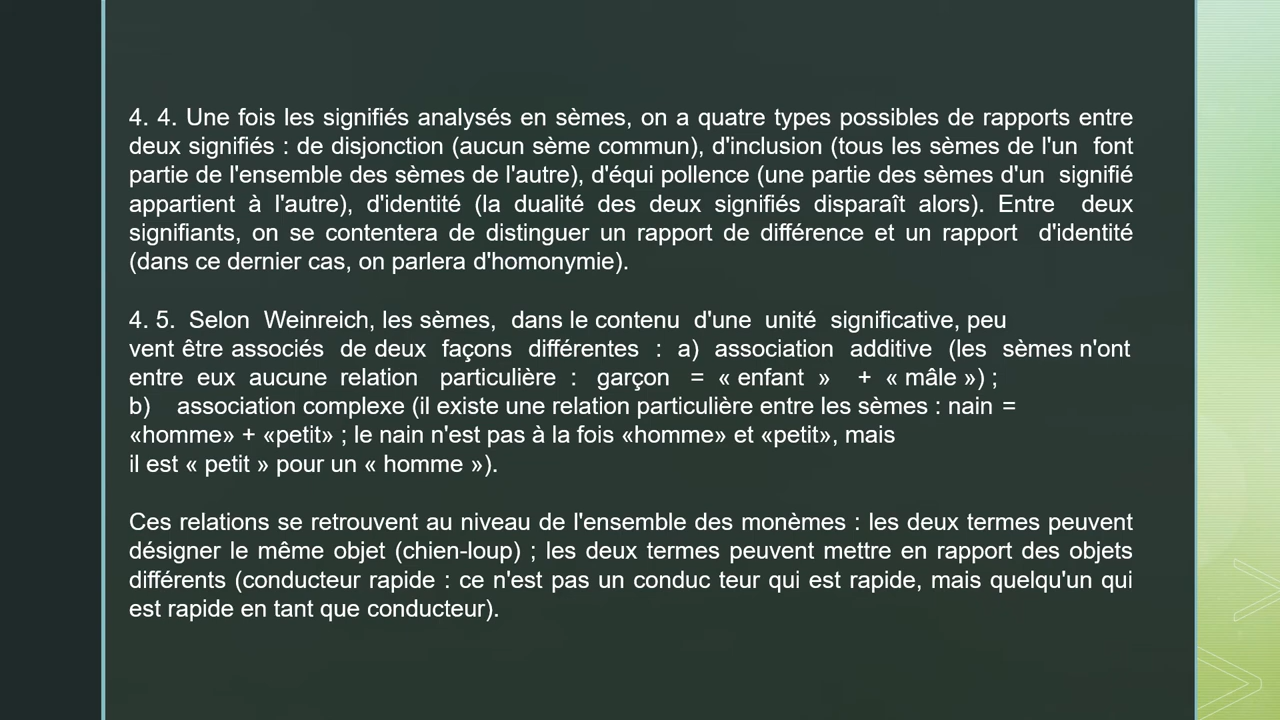 4. 4. Une fois les signifiés analysés en sèmes, on a quatre types possibles de rapports entre
deux signifiés : de disjonction (aucun sème commun), d'inclusion (tous les sèmes de l'un font
partie de l'ensemble des sèmes de l'autre), d'équi pollence (une partie des sèmes d'un signifié
appartient à l'autre), d'identité (la dualité des deux signifiés disparaît alors). Entre deux
signifiants, on se contentera de distinguer un rapport de différence et un rapport d'identité
(dans ce dernier cas, on parlera d'homonymie).
4. 5. Selon Weinreich, les sèmes, dans le contenu d'une unité significative, peu
vent être associés de deux façons différentes : a) association additive (les sèmes n'ont
entre eux aucune relation particulière : garçon = « enfant » + « mâle ») ;
b) association complexe (il existe une relation particulière entre les sèmes : nain =
«homme» + «petit» ; le nain n'est pas à la fois «homme» et «petit», mais
il est « petit » pour un « homme »).
Ces relations se retrouvent au niveau de l'ensemble des monèmes : les deux termes peuvent
désigner le même objet (chien-loup) ; les deux termes peuvent mettre en rapport des objets
différents (conducteur rapide : ce n'est pas un conduc teur qui est rapide, mais quelqu'un qui
est rapide en tant que conducteur).